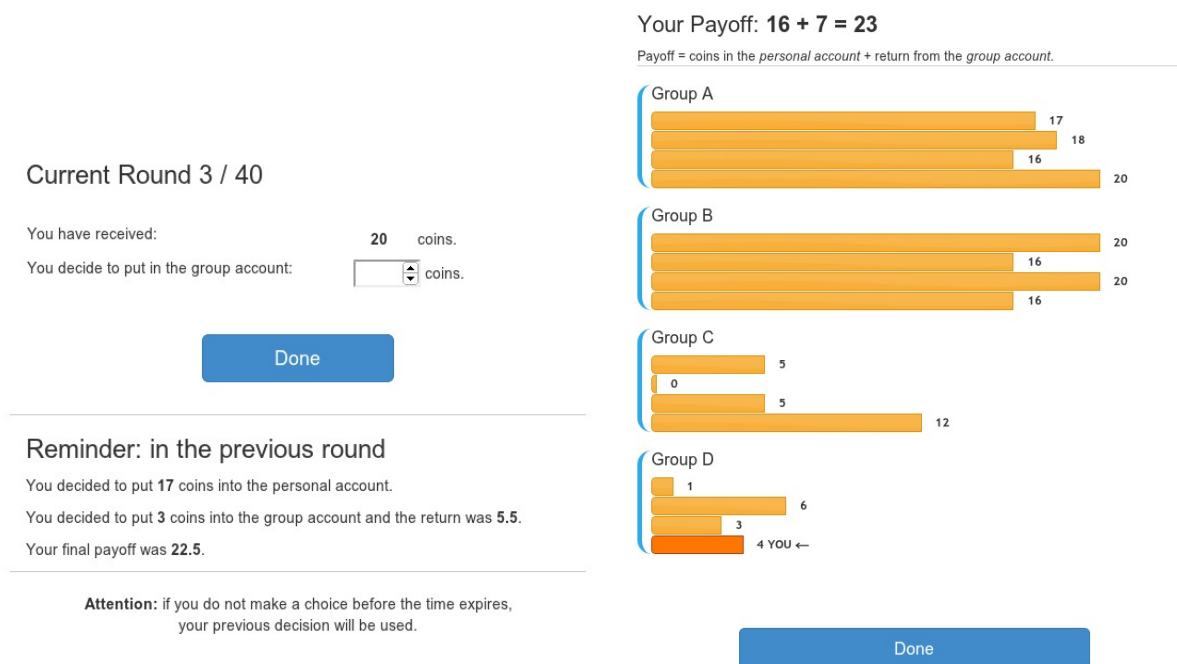 Current Round 3 / 40
You have received: 20 coins.
You decide to put in the group account: coins.
Done
Reminder: in the previous round
You decided to put 17 coins into the personal account.
You decided to put 3 coins into the group account and the return was 5.5.
Your final payoff was 22.5.
Attention: if you do not make a choice before the time expires,
your previous decision will be used.
Your Payoff: 16 + 7 = 23
Payoff = coins in the personal account + return from the group account.
Group A
17
18
16
20
Group B
20
16
20
16
Group C
5
0
5
12
Group D
1
6
3
4 YOU ←
Done